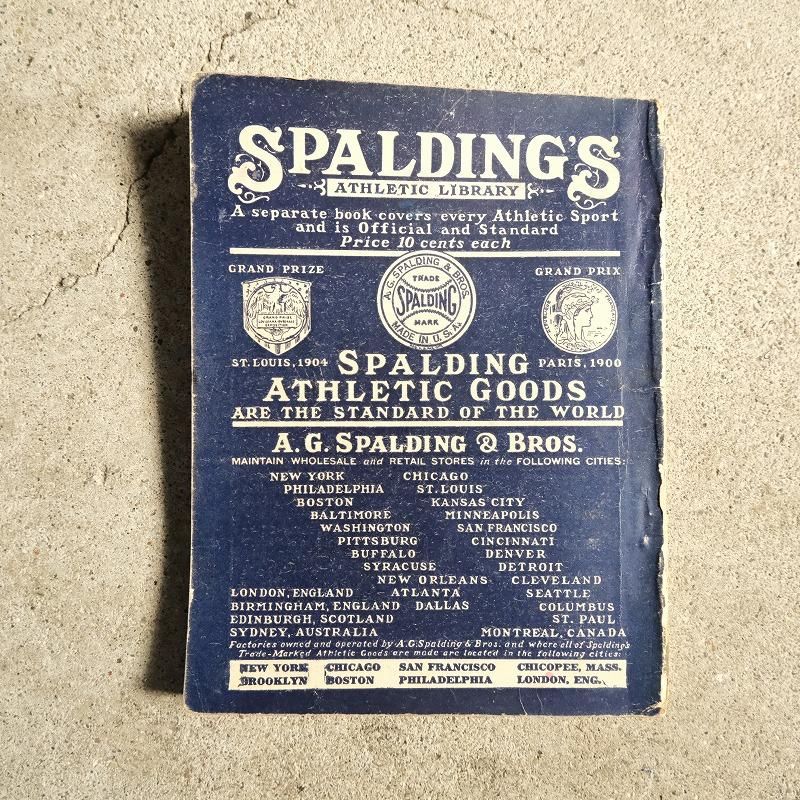 SPALDING'S
ATHLETIC LIBRARY
A separate book covers every Athletic Sport
and is Official and Standard
Price 10 cents each
GRAND PRIZE
GRAND PRIZE
ST. LOUIS, 1904
A.G. SPALDING & BROS.
TRADE
SPALDING
MARK
MADE IN U.S.A.
GRAND PRIX
PARIS, 1900
SPALDING
ATHLETIC GOODS
ARE THE STANDARD OF THE WORLD
A.G. SPALDING & BROS.
MAINTAIN WHOLESALE and RETAIL STORES in the FOLLOWING CITIES:
NEW YORK CHICAGO
PHILADELPHIA ST. LOUIS
BOSTON KANSAS CITY
BALTIMORE MINNEAPOLIS
WASHINGTON SAN FRANCISCO
PITTSBURG CINCINNATI
BUFFALO DENVER
SYRACUSE DETROIT
NEW ORLEANS CLEVELAND
LONDON, ENGLAND ATLANTA SEATTLE
BIRMINGHAM, ENGLAND DALLAS COLUMBUS
EDINBURGH, SCOTLAND ST. PAUL
SYDNEY, AUSTRALIA MONTREAL, CANADA
Factories owned and operated by A.G. Spalding & Bros. and where all of Spalding's
Trade-Marked Athletic Goods are made are located in the following cities:
NEW YORK CHICAGO SAN FRANCISCO CHICOPEE, MASS.
BROOKLYN BOSTON PHILADELPHIA LONDON, ENG.